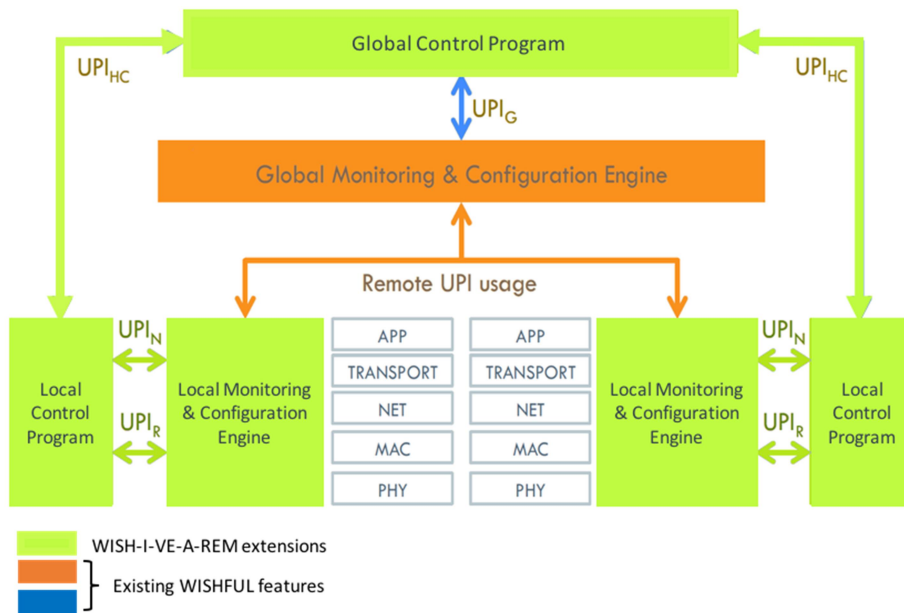 Global Control Program
UPI_HC
UPI_HC
UPI_G
Global Monitoring & Configuration Engine
Remote UPI usage
Local
Control
Program
UPI_N
UPI_R
Local Monitoring
& Configuration
Engine
APP
TRANSPORT
NET
MAC
PHY
APP
TRANSPORT
NET
MAC
PHY
Local Monitoring
& Configuration
Engine
UPI_N
UPI_R
Local
Control
Program
WISH-I-VE-A-REM extensions
Existing WISHFUL features